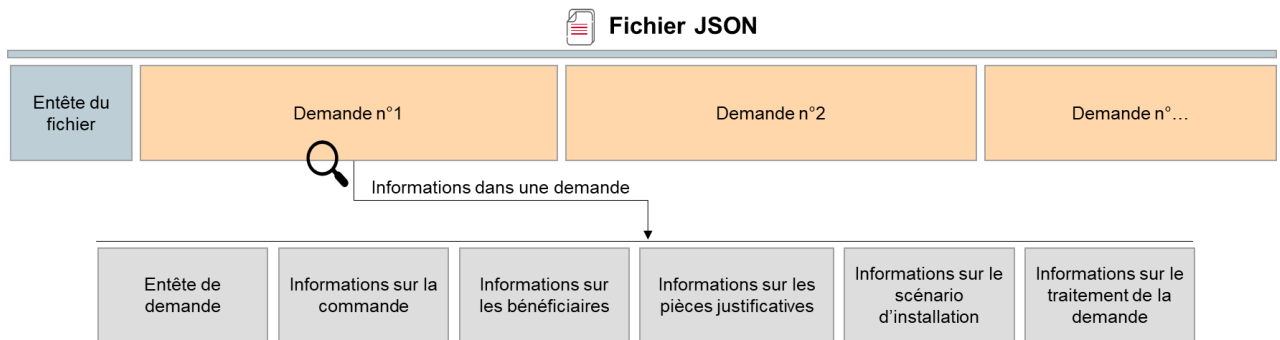 Fichier JSON
Entête du
fichier
Demande n°1
Demande n°2
Demande n°…
Informations dans une demande
Entête de
demande
Informations sur la
commande
Informations sur
les bénéficiaires
Informations sur les
pièces justificatives
Informations sur le
scénario
d’installation
Informations sur le
traitement de la
demande